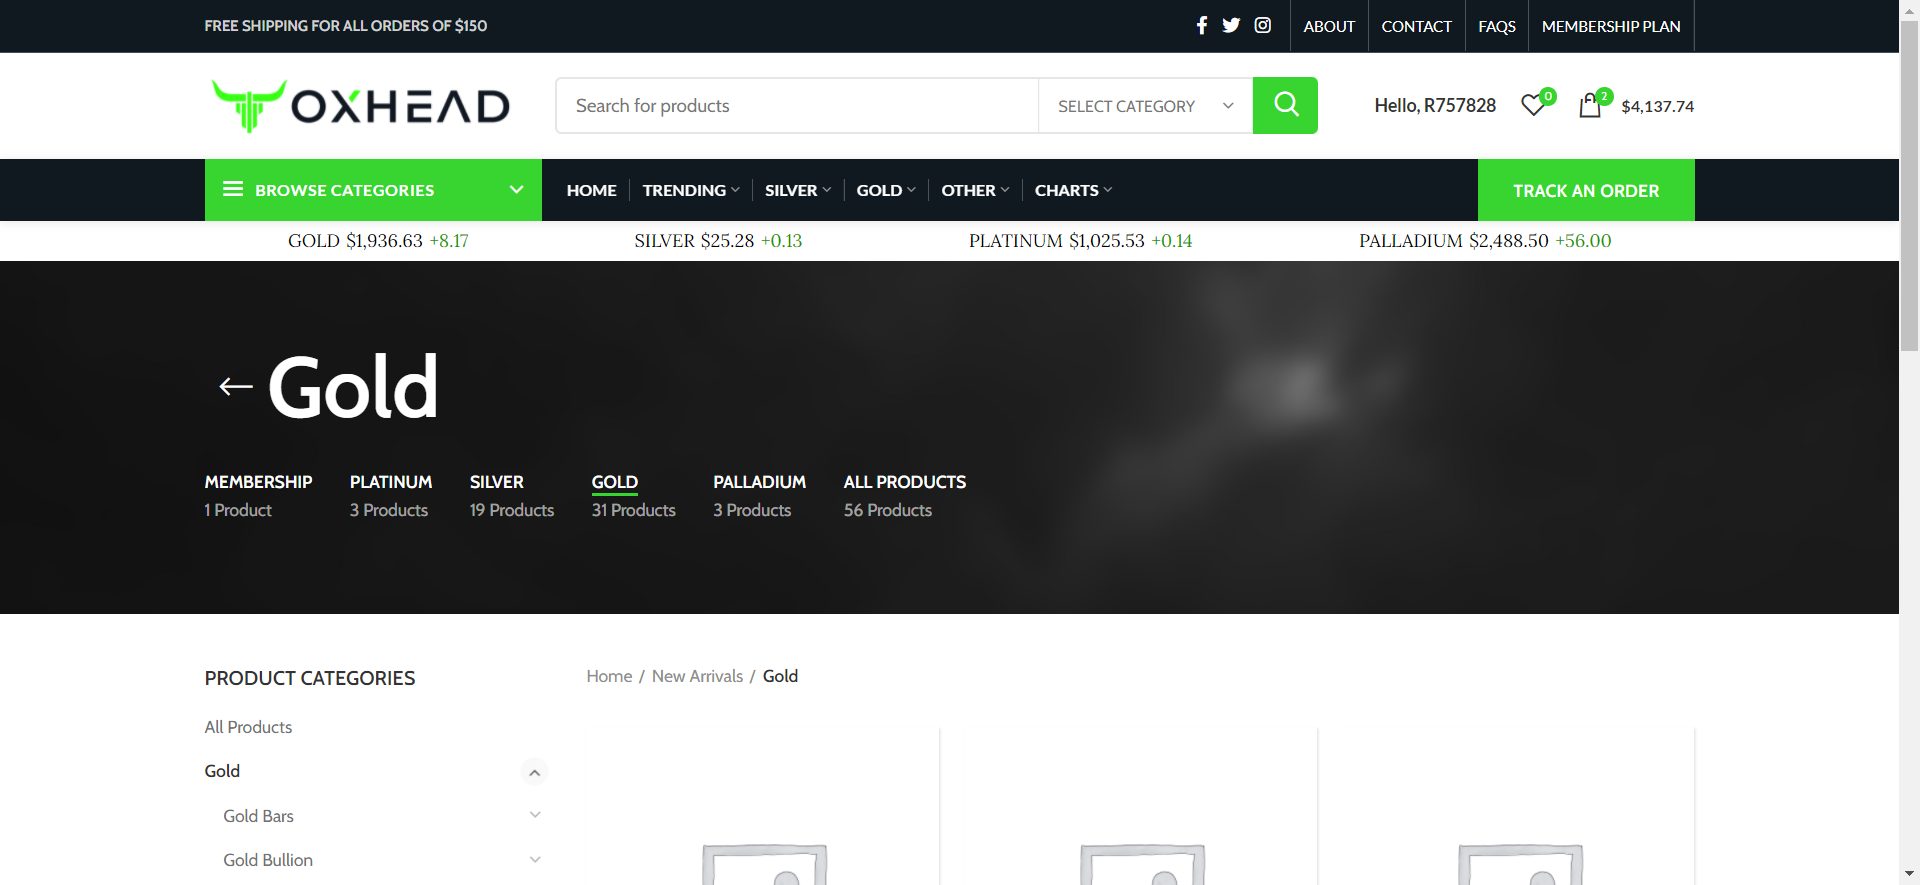 FREE SHIPPING FOR ALL ORDERS OF $150
ABOUT
CONTACT
FAQS
MEMBERSHIP PLAN
OXHEAD
Search for products
SELECT CATEGORY
Hello, R757828
0
2
$4,137.74
BROWSE CATEGORIES
HOME
TRENDING
SILVER
GOLD
OTHER
CHARTS
TRACK AN ORDER
GOLD $1,936.63 +8.17
SILVER $25.28 +0.13
PLATINUM $1,025.53 +0.14
PALLADIUM $2,488.50 +56.00
Gold
MEMBERSHIP
1 Product
PLATINUM
3 Products
SILVER
19 Products
GOLD
31 Products
PALLADIUM
3 Products
ALL PRODUCTS
56 Products
PRODUCT CATEGORIES
All Products
Gold
Gold Bars
Gold Bullion
Home / New Arrivals / Gold